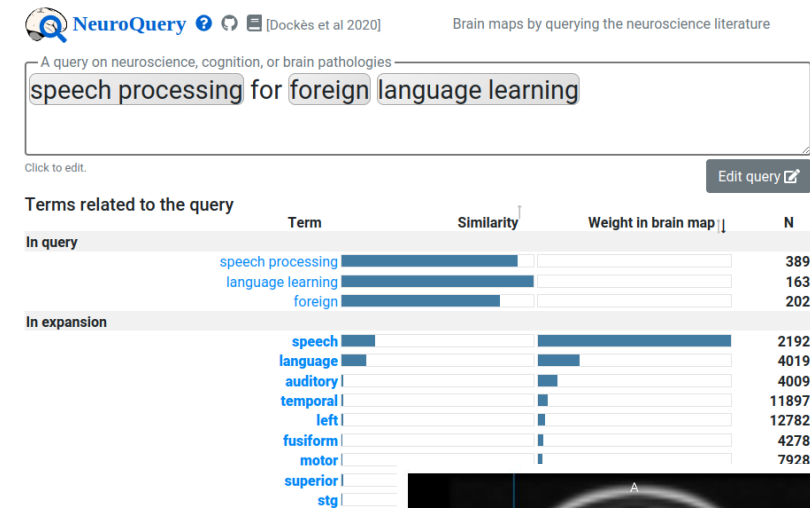 NeuroQuery ? [Dockès et al 2020] Brain maps by querying the neuroscience literature
A query on neuroscience, cognition, or brain pathologies
speech processing for foreign language learning
Click to edit.
Edit query
Terms related to the query
Term Similarity Weight in brain map N
In query
speech processing 389
language learning 163
foreign 202
In expansion
speech 2192
language 4019
auditory 4009
temporal 11897
left 12782
fusiform 4278
motor 7928
superior
stg
A